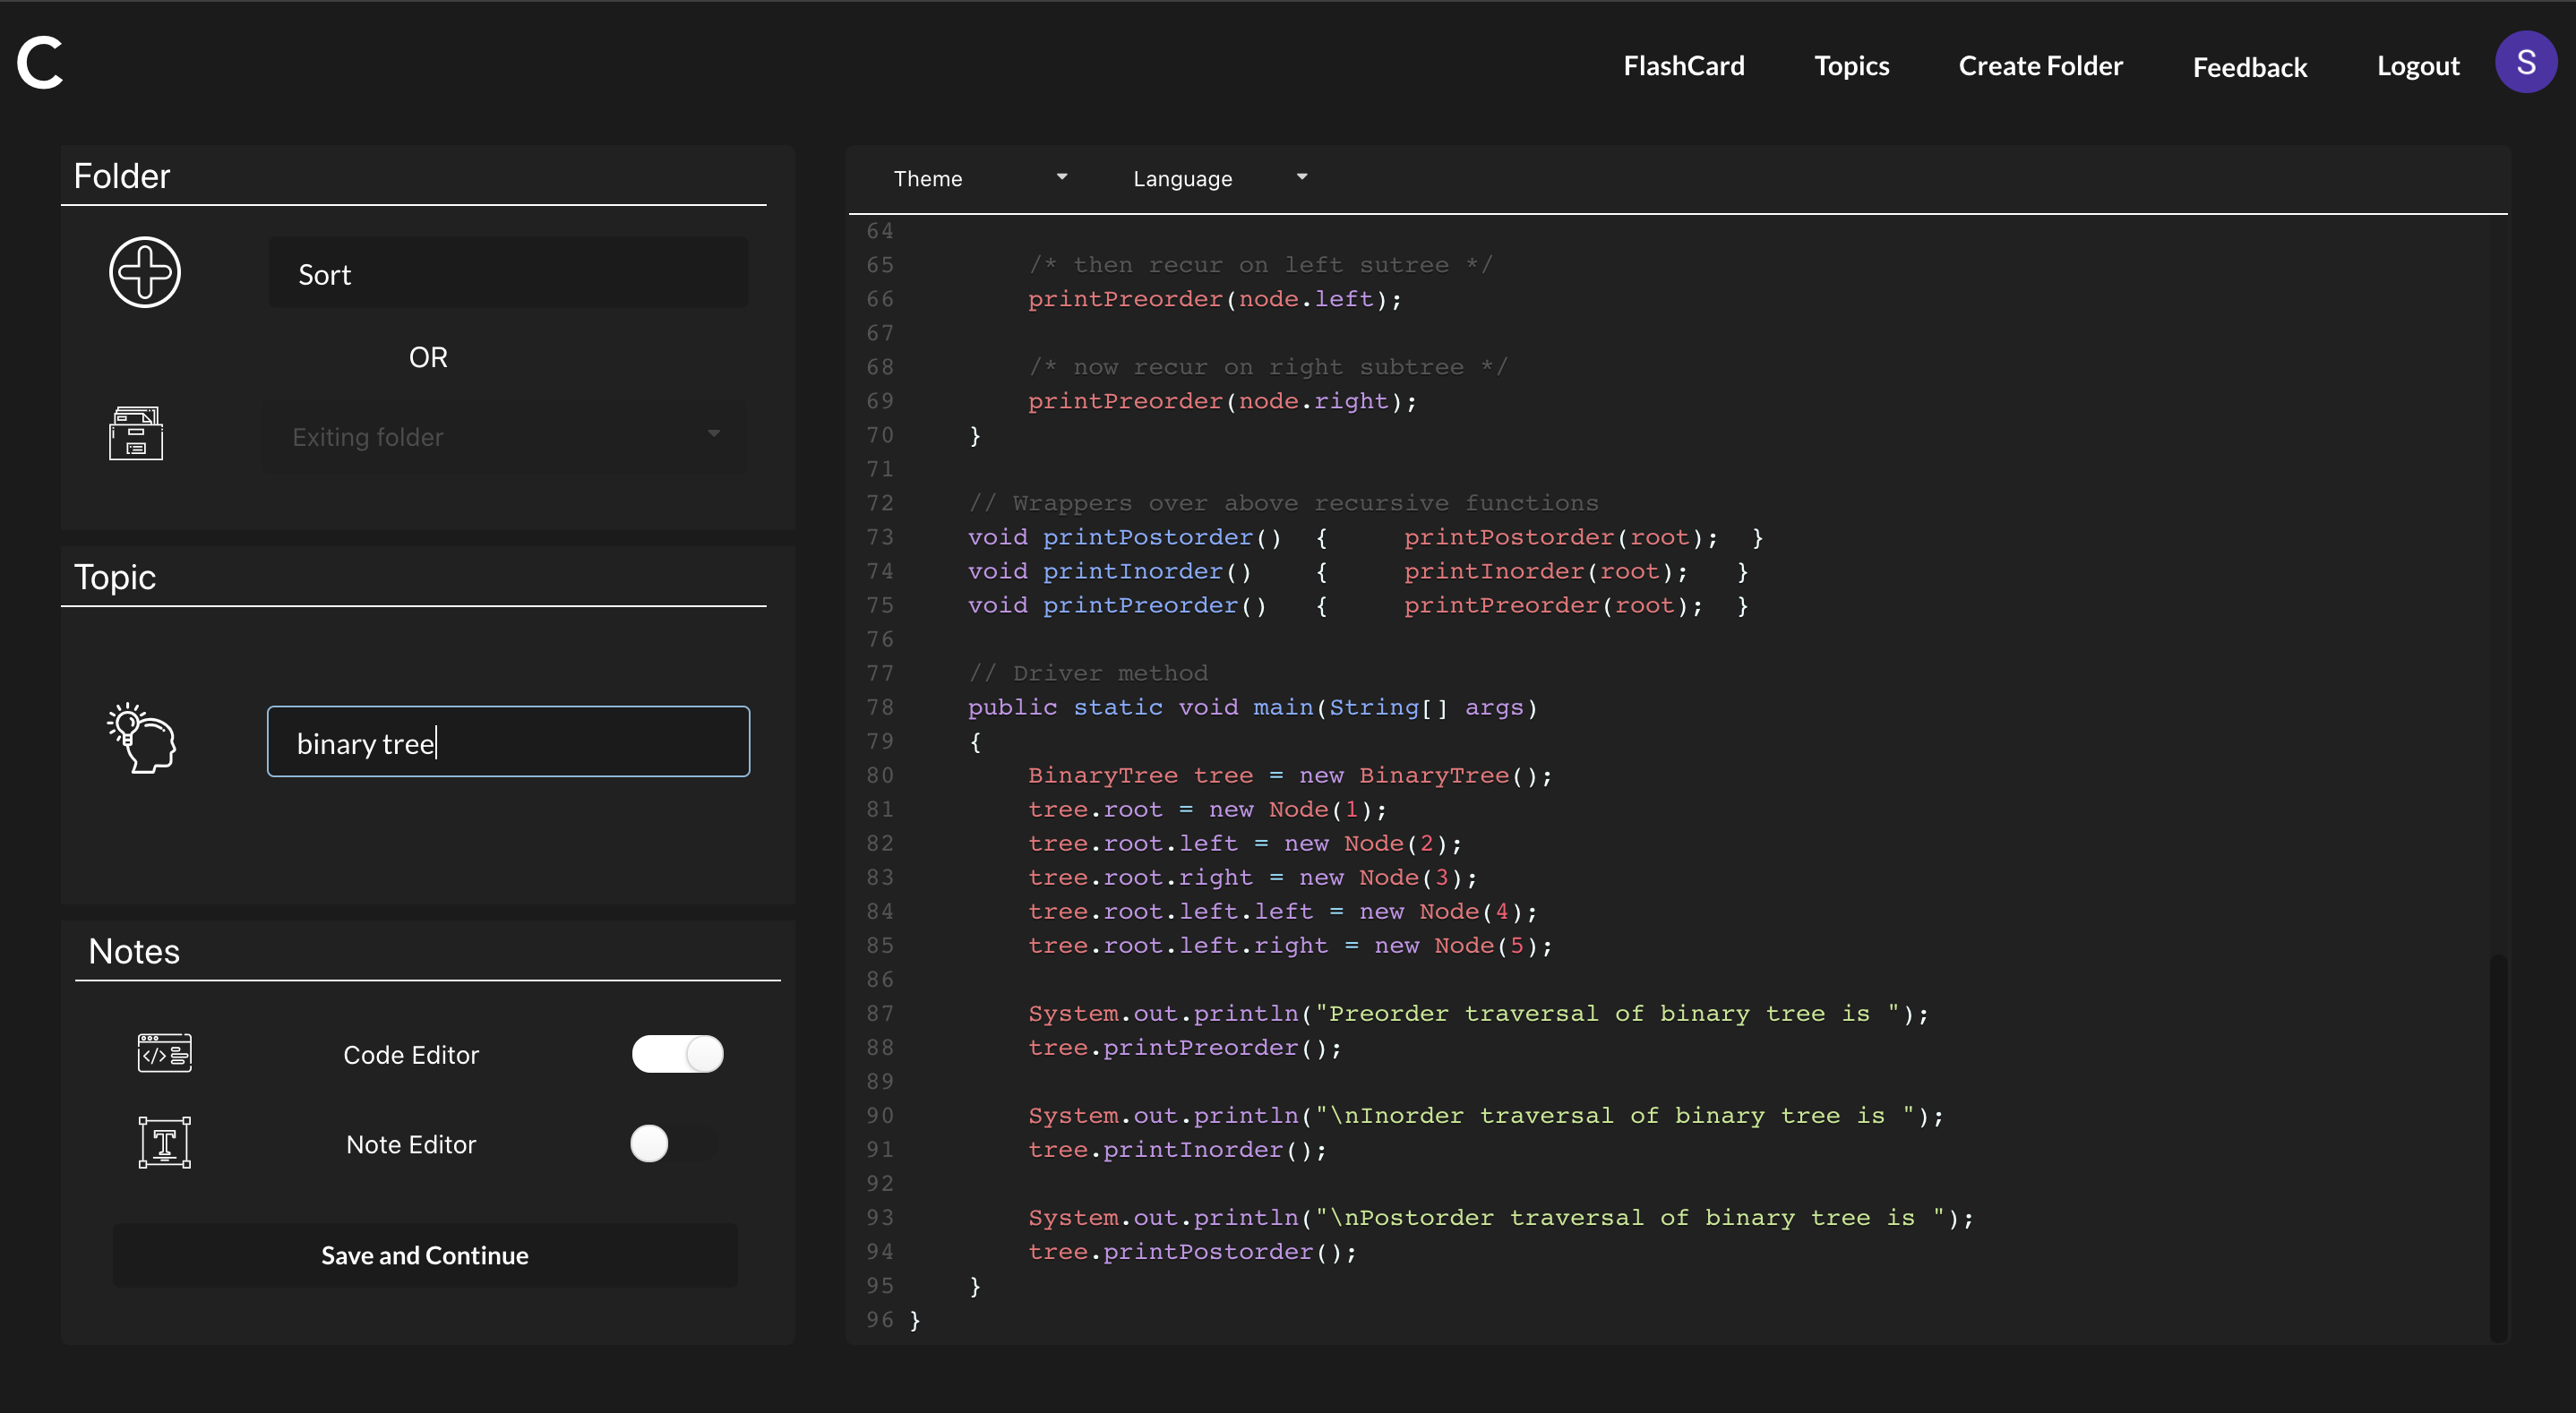 C
FlashCard Topics Create Folder Feedback Logout S
Folder
Sort
OR
Exiting folder
Topic
binary tree
Notes
Code Editor
Note Editor
Save and Continue
Theme Language
64
65 /* then recur on left sutree */
66 printPreorder(node.left);
67
68 /* now recur on right subtree */
69 printPreorder(node.right);
70 }
71
72 // Wrappers over above recursive functions
73 void printPostorder() { printPostorder(root); }
74 void printInorder() { printInorder(root); }
75 void printPreorder() { printPreorder(root); }
76
77 // Driver method
78 public static void main(String[] args)
79 {
80 BinaryTree tree = new BinaryTree();
81 tree.root = new Node(1);
82 tree.root.left = new Node(2);
83 tree.root.right = new Node(3);
84 tree.root.left.left = new Node(4);
85 tree.root.left.right = new Node(5);
86
87 System.out.println("Preorder traversal of binary tree is ");
88 tree.printPreorder();
89
90 System.out.println("\nInorder traversal of binary tree is ");
91 tree.printInorder();
92
93 System.out.println("\nPostorder traversal of binary tree is ");
94 tree.printPostorder();
95 }
96 }